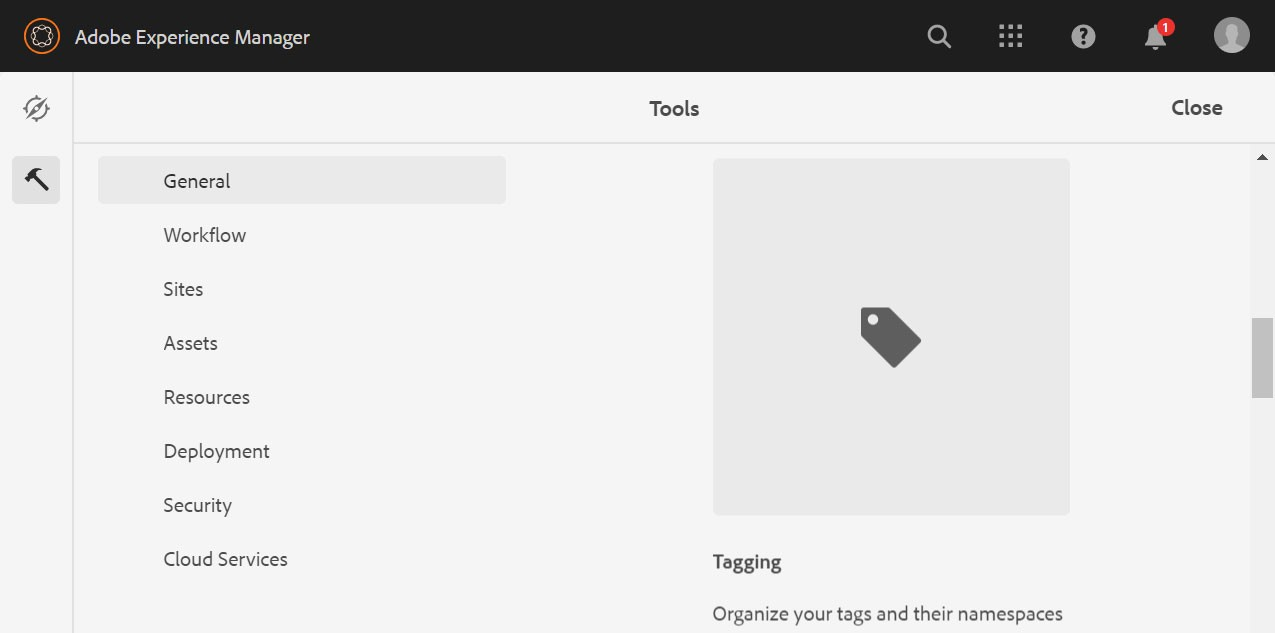 Adobe Experience Manager
1
Tools
Close
General
Workflow
Sites
Assets
Resources
Deployment
Security
Cloud Services
Tagging
Organize your tags and their namespaces